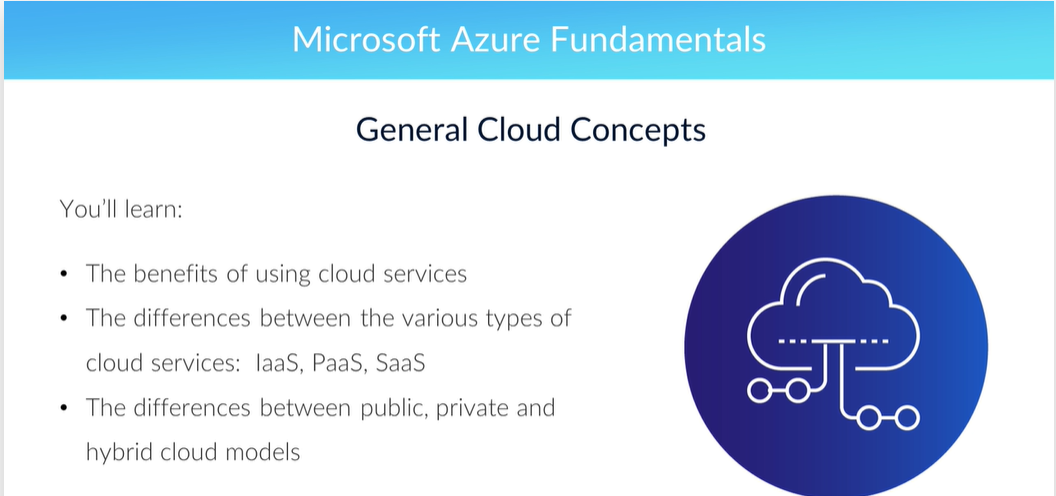 Microsoft Azure Fundamentals
General Cloud Concepts
You'll learn:
• The benefits of using cloud services
• The differences between the various types of
cloud services:  IaaS, PaaS, SaaS
• The differences between public, private and
hybrid cloud models